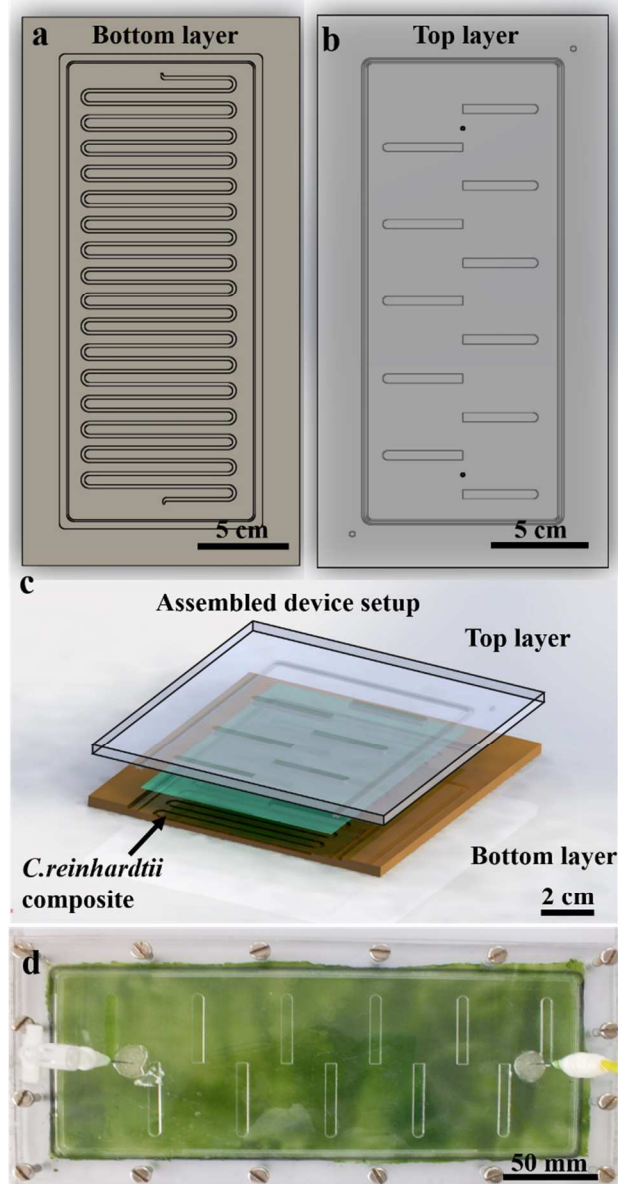 a
Bottom layer
5 cm
b
Top layer
5 cm
c
Assembled device setup
Top layer
C.reinhardtii
composite
Bottom layer
2 cm
d
50 mm